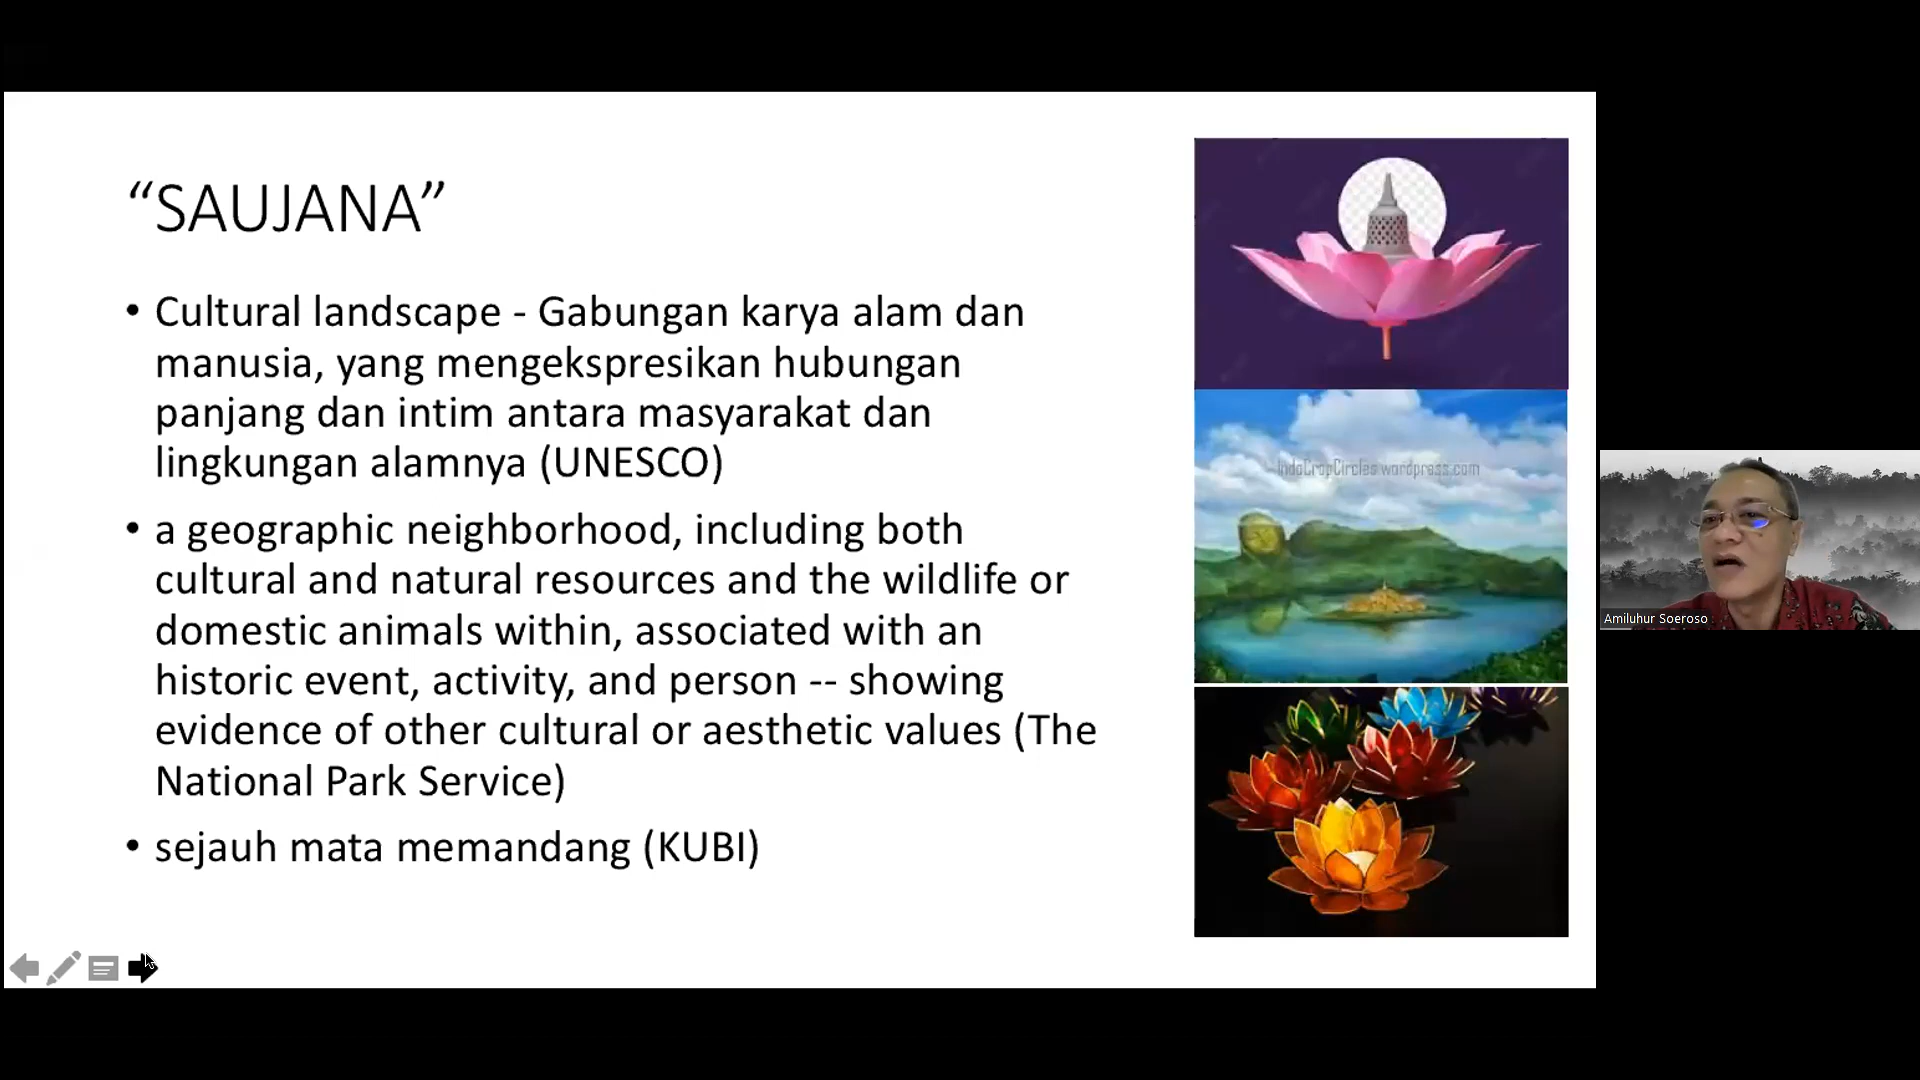 “SAUJANA”
• Cultural landscape - Gabungan karya alam dan
manusia, yang mengekspresikan hubungan
panjang dan intim antara masyarakat dan
lingkungan alamnya (UNESCO)
• a geographic neighborhood, including both
cultural and natural resources and the wildlife or
domestic animals within, associated with an
historic event, activity, and person -- showing
evidence of other cultural or aesthetic values (The
National Park Service)
• sejauh mata memandang (KUBI)
IndoCropCircles.wordpress.com
Amiluhur Soeroso